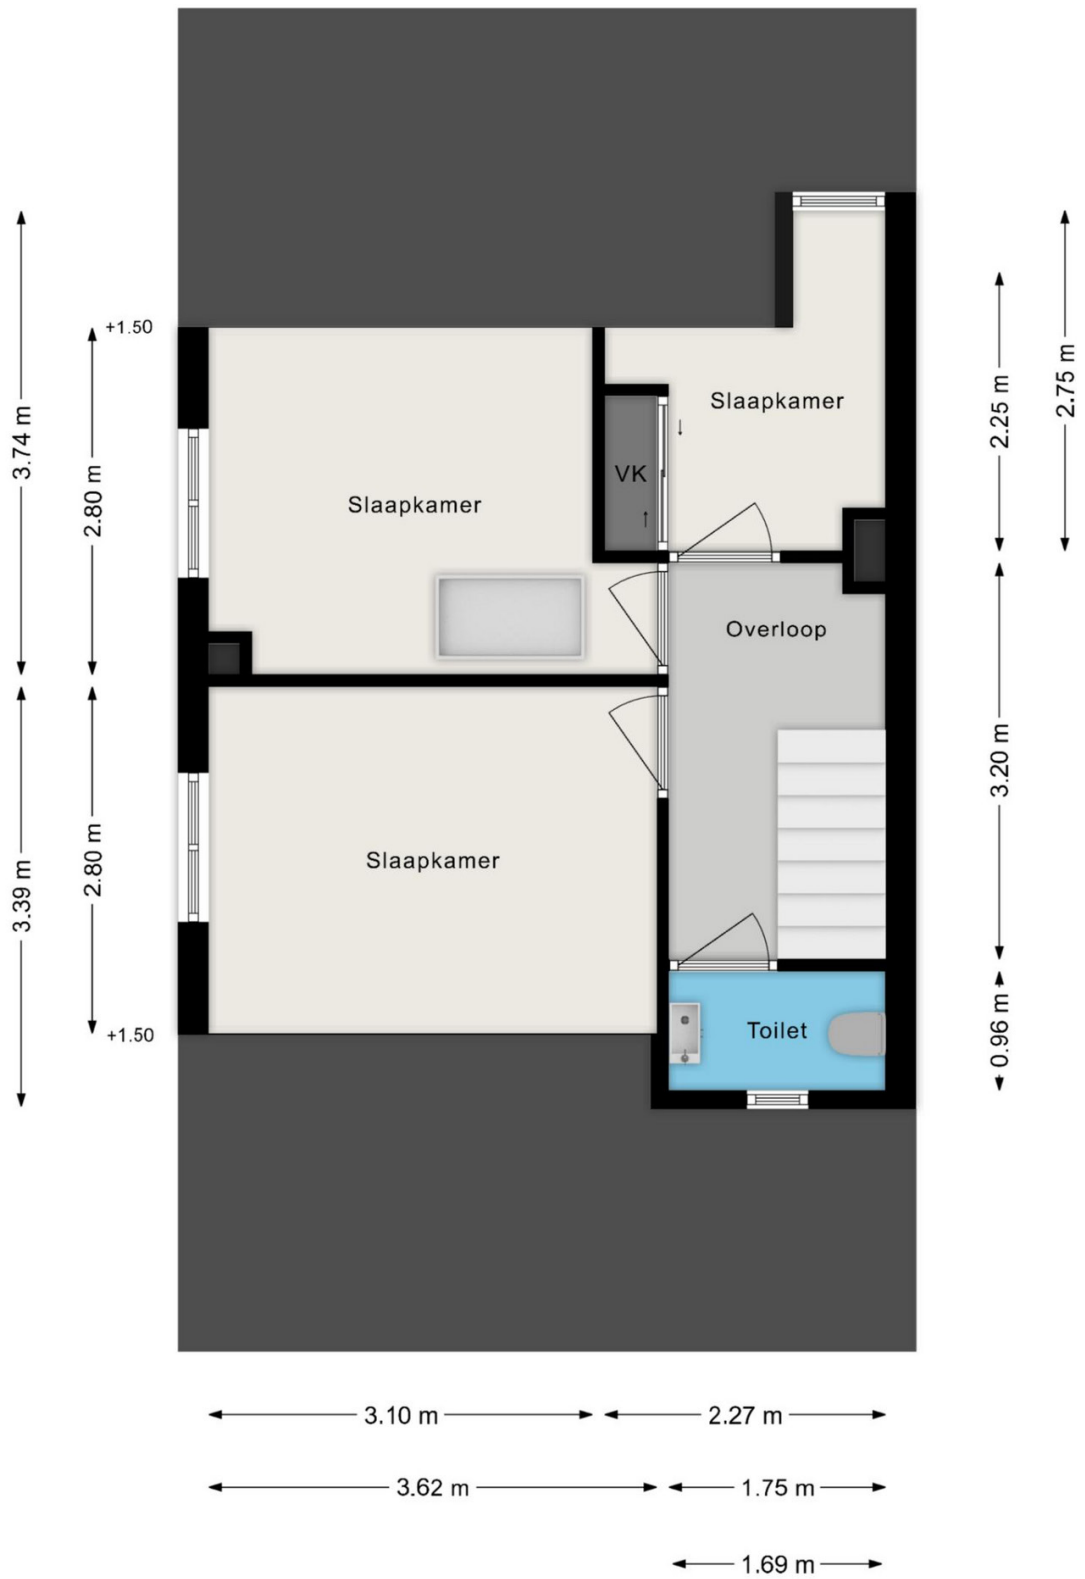 +1.50
Slaapkamer
3.74 m
2.80 m
2.25 m
2.75 m
VK
Slaapkamer
Overloop
3.20 m
Slaapkamer
2.80 m
3.39 m
Toilet
0.96 m
+1.50
3.10 m
2.27 m
3.62 m
1.75 m
1.69 m